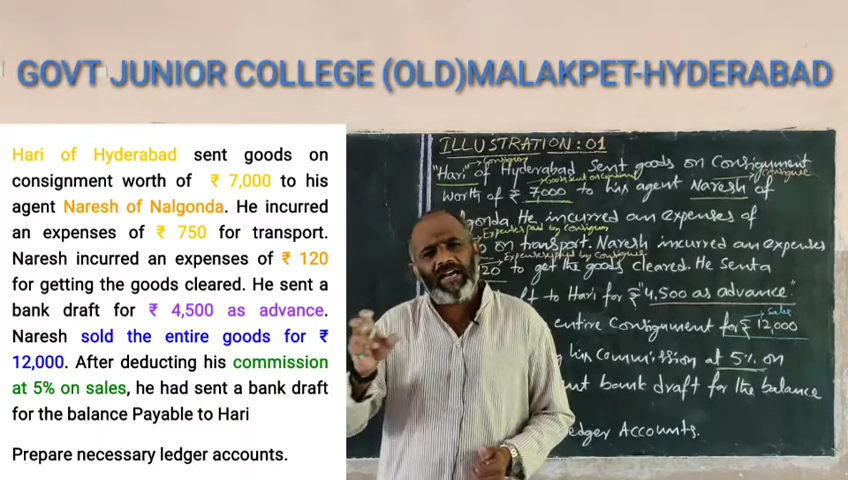 GOVT JUNIOR COLLEGE (OLD)MALAKPET-HYDERABAD
Hari of Hyderabad sent goods on
consignment worth of ₹ 7,000 to his
agent Naresh of Nalgonda. He incurred
an expenses of ₹ 750 for transport.
Naresh incurred an expenses of ₹ 120
for getting the goods cleared. He sent a
bank draft for ₹ 4,500 as advance.
Naresh sold the entire goods for ₹
12,000. After deducting his commission
at 5% on sales, he had sent a bank draft
for the balance Payable to Hari
Prepare necessary ledger accounts.
ILLUSTRATION: 01
"Hari" of Hyderabad Sent goods on Consignment
worth of ₹ 7,000 to his agent Naresh of
He incurred an expenses of
on transport. Naresh incurred an expenses
to get the goods cleared. He Sent a
to Hari for ₹ "4,500 as advance."
Sales
entire Consignment for ₹ 12,000
his Commission at 5% on
bank draft for the balance
Accounts.